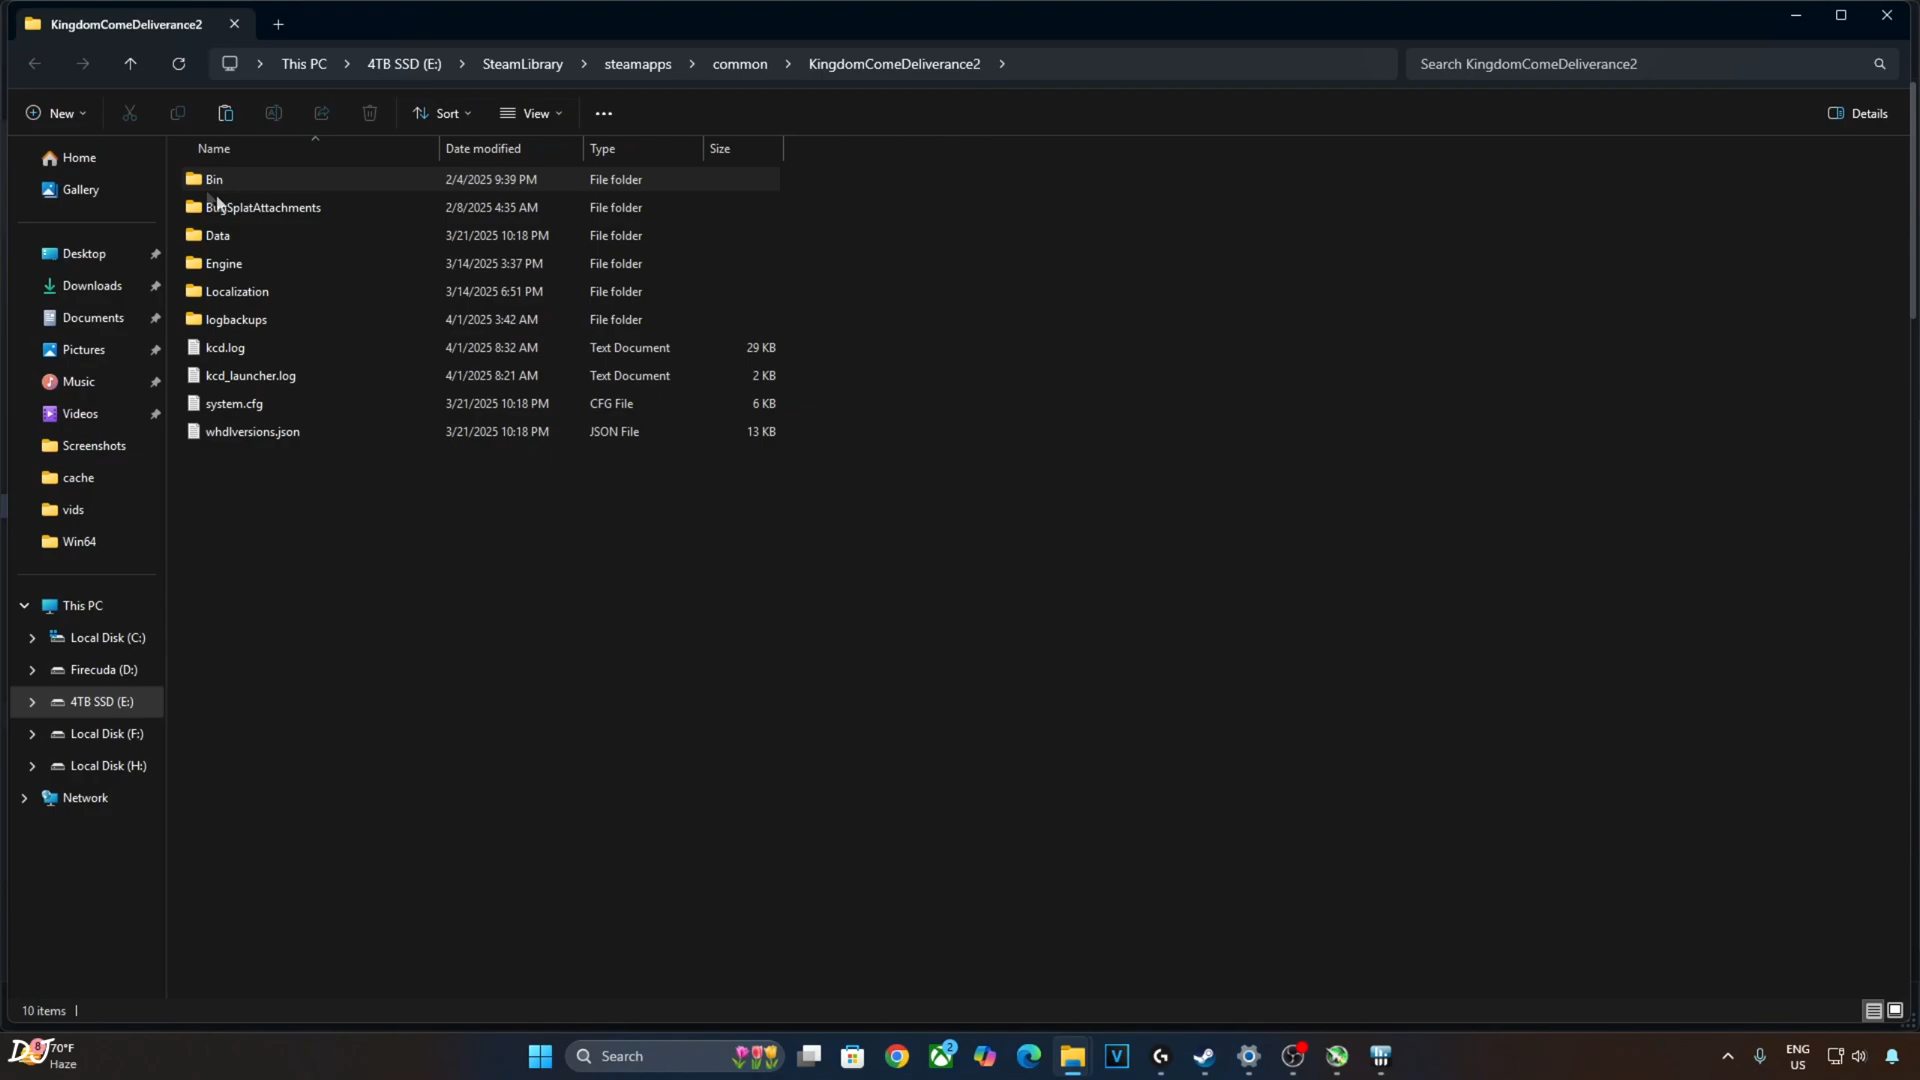 KingdomComeDeliverance2
This PC 4TB SSD (E:) SteamLibrary steamapps common KingdomComeDeliverance2 Search KingdomComeDeliverance2
New Sort View Details
Name Date modified Type Size
Bin 2/4/2025 9:39 PM File folder
BugSplatAttachments 2/8/2025 4:35 AM File folder
Data 3/21/2025 10:18 PM File folder
Engine 3/14/2025 3:37 PM File folder
Localization 3/14/2025 6:51 PM File folder
logbackups 4/1/2025 3:42 AM File folder
kcd.log 4/1/2025 8:32 AM Text Document 29 KB
kcd_launcher.log 4/1/2025 8:21 AM Text Document 2 KB
system.cfg 3/21/2025 10:18 PM CFG File 6 KB
whdlversions.json 3/21/2025 10:18 PM JSON File 13 KB
Home
Gallery
Desktop
Downloads
Documents
Pictures
Music
Videos
Screenshots
cache
vids
Win64
This PC
Local Disk (C:)
Firecuda (D:)
4TB SSD (E:)
Local Disk (F:)
Local Disk (H:)
Network
10 items
DJ 8 70°F
Haze
Search
2
ENG
US